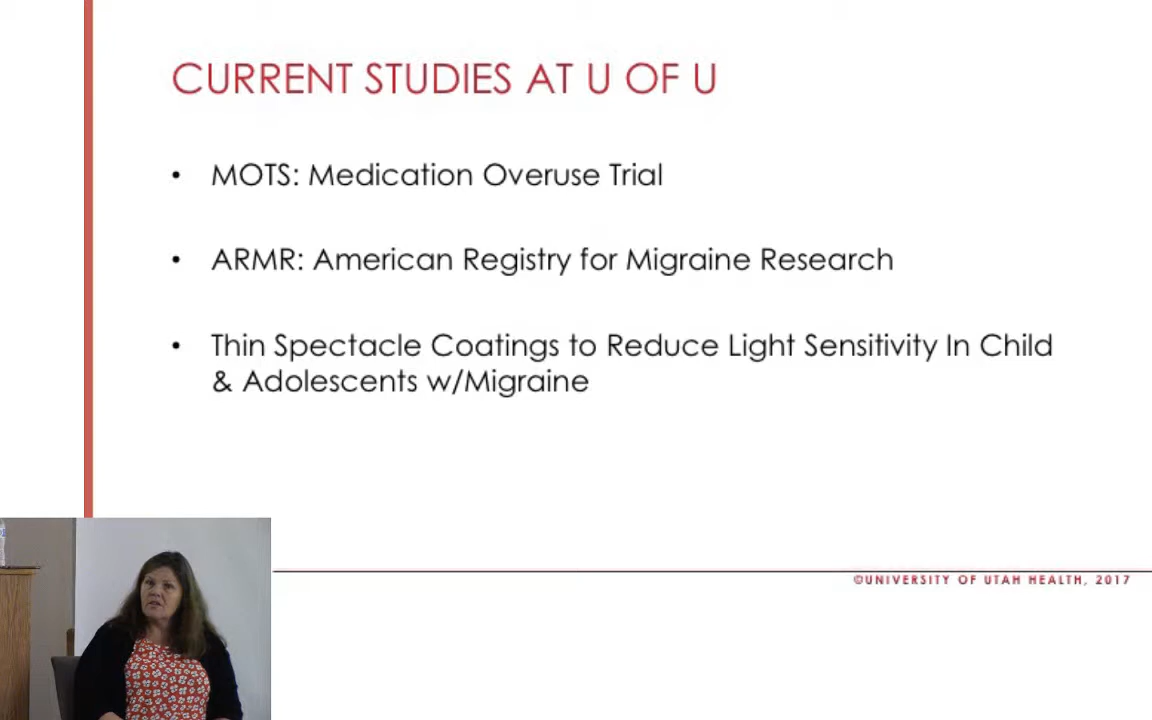 CURRENT STUDIES AT U OF U
• MOTS: Medication Overuse Trial
• ARMR: American Registry for Migraine Research
• Thin Spectacle Coatings to Reduce Light Sensitivity In Child
& Adolescents w/Migraine
©UNIVERSITY OF UTAH HEALTH, 2017